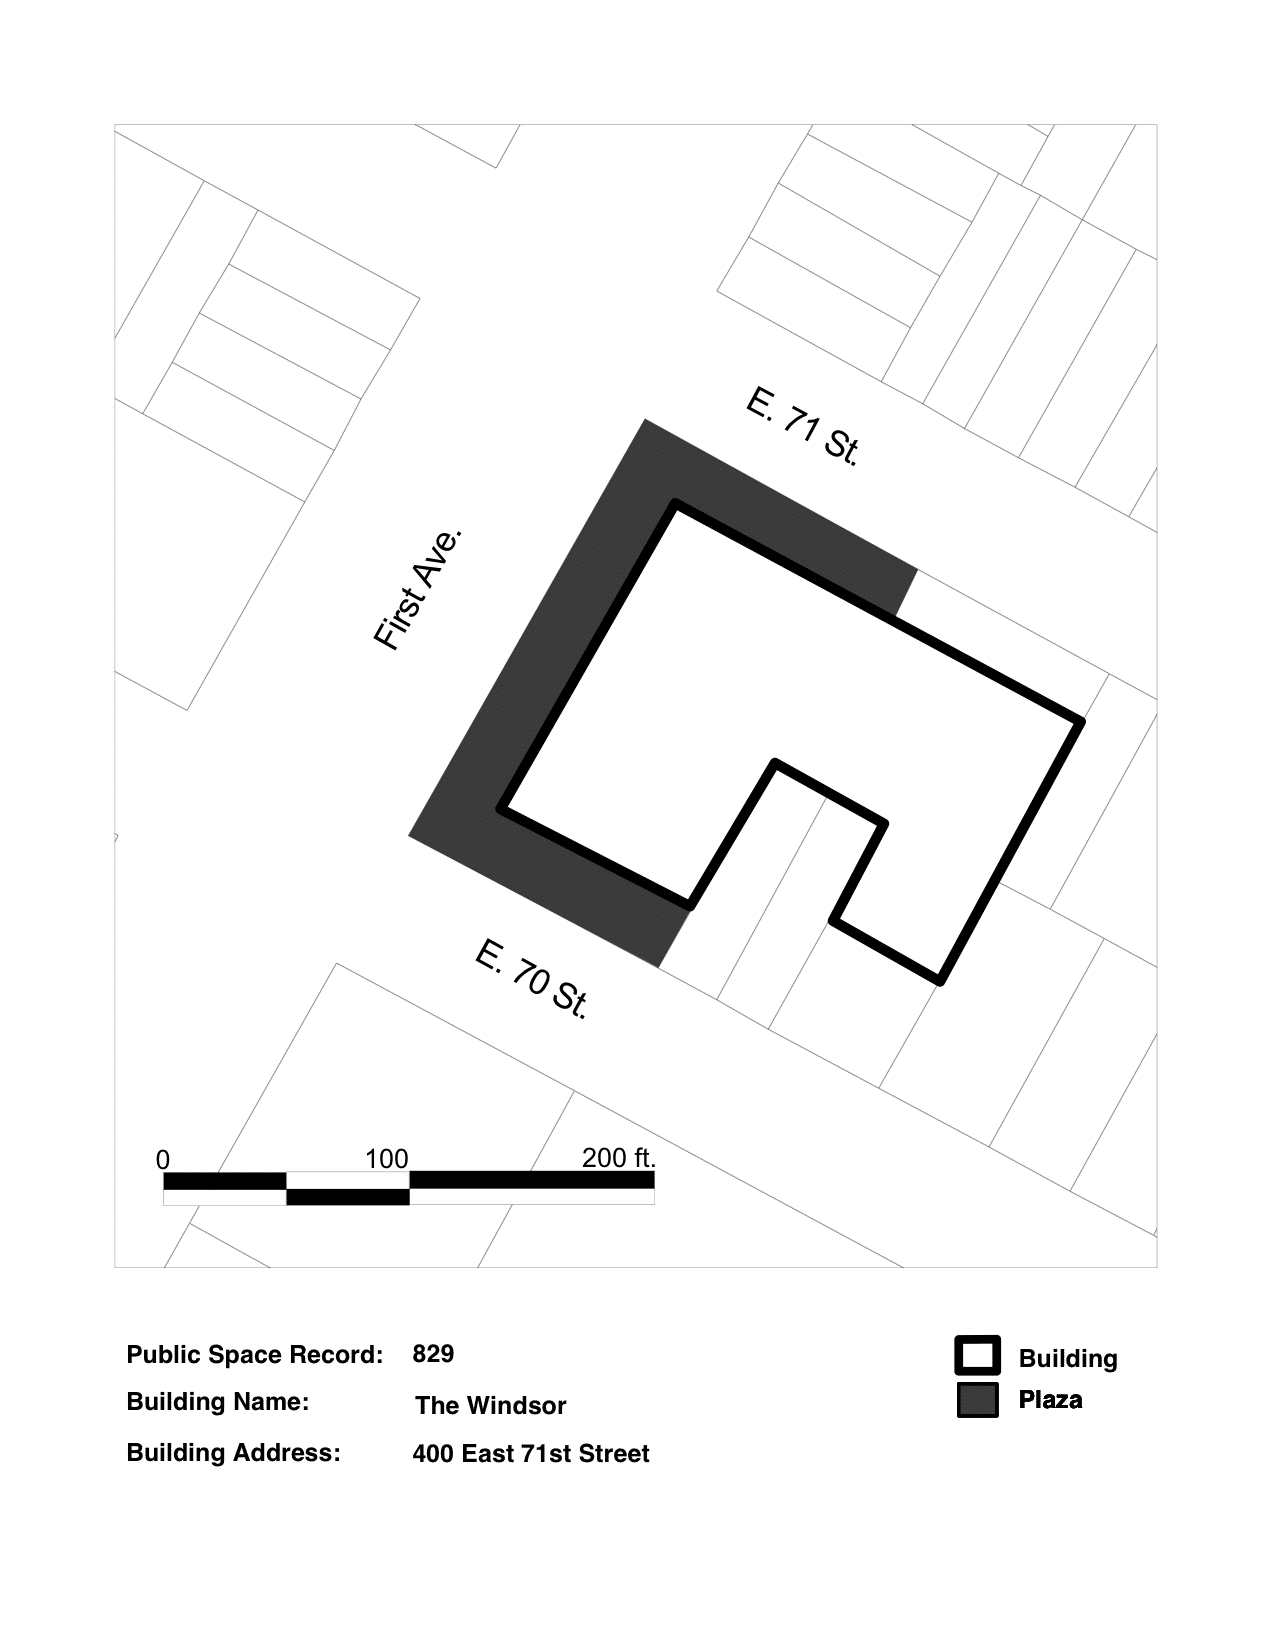 E. 71 St.
First Ave.
E. 70 St.
0 100 200 ft.
Public Space Record: 829
Building Name: The Windsor
Building Address: 400 East 71st Street
Building
Plaza